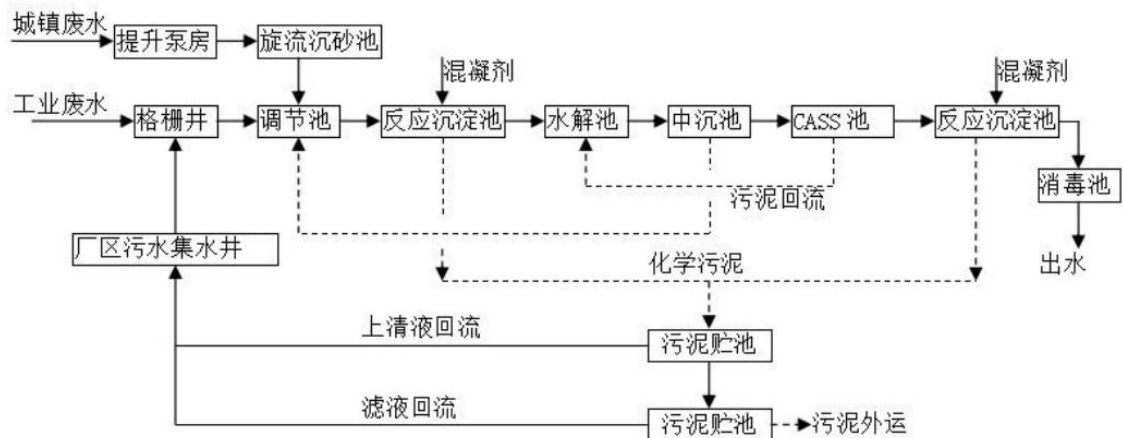 城镇废水
提升泵房
旋流沉砂池
混凝剂
混凝剂
工业废水
格栅井
调节池
反应沉淀池
水解池
中沉池
CASS 池
反应沉淀池
污泥回流
消毒池
厂区污水集水井
化学污泥
出水
上清液回流
污泥贮池
滤液回流
污泥贮池
污泥外运